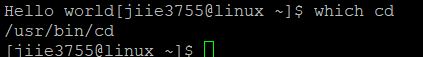 Hello world[jiie3755@linux ~]$ which cd
/usr/bin/cd
[jiie3755@linux ~]$